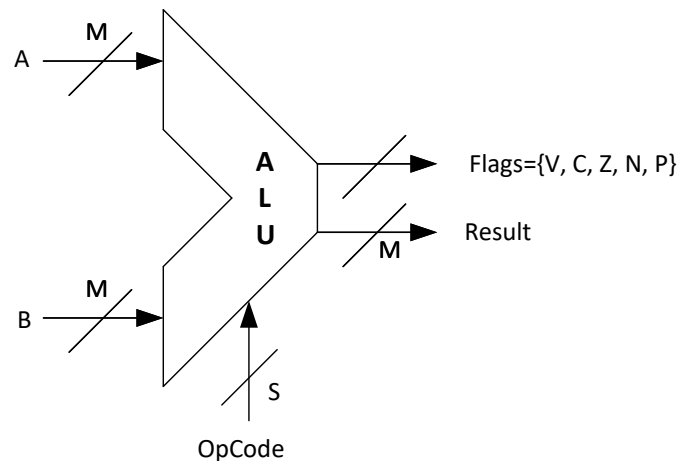 M
A
A
L
U
Flags={V, C, Z, N, P}
Result
M
M
B
S
OpCode